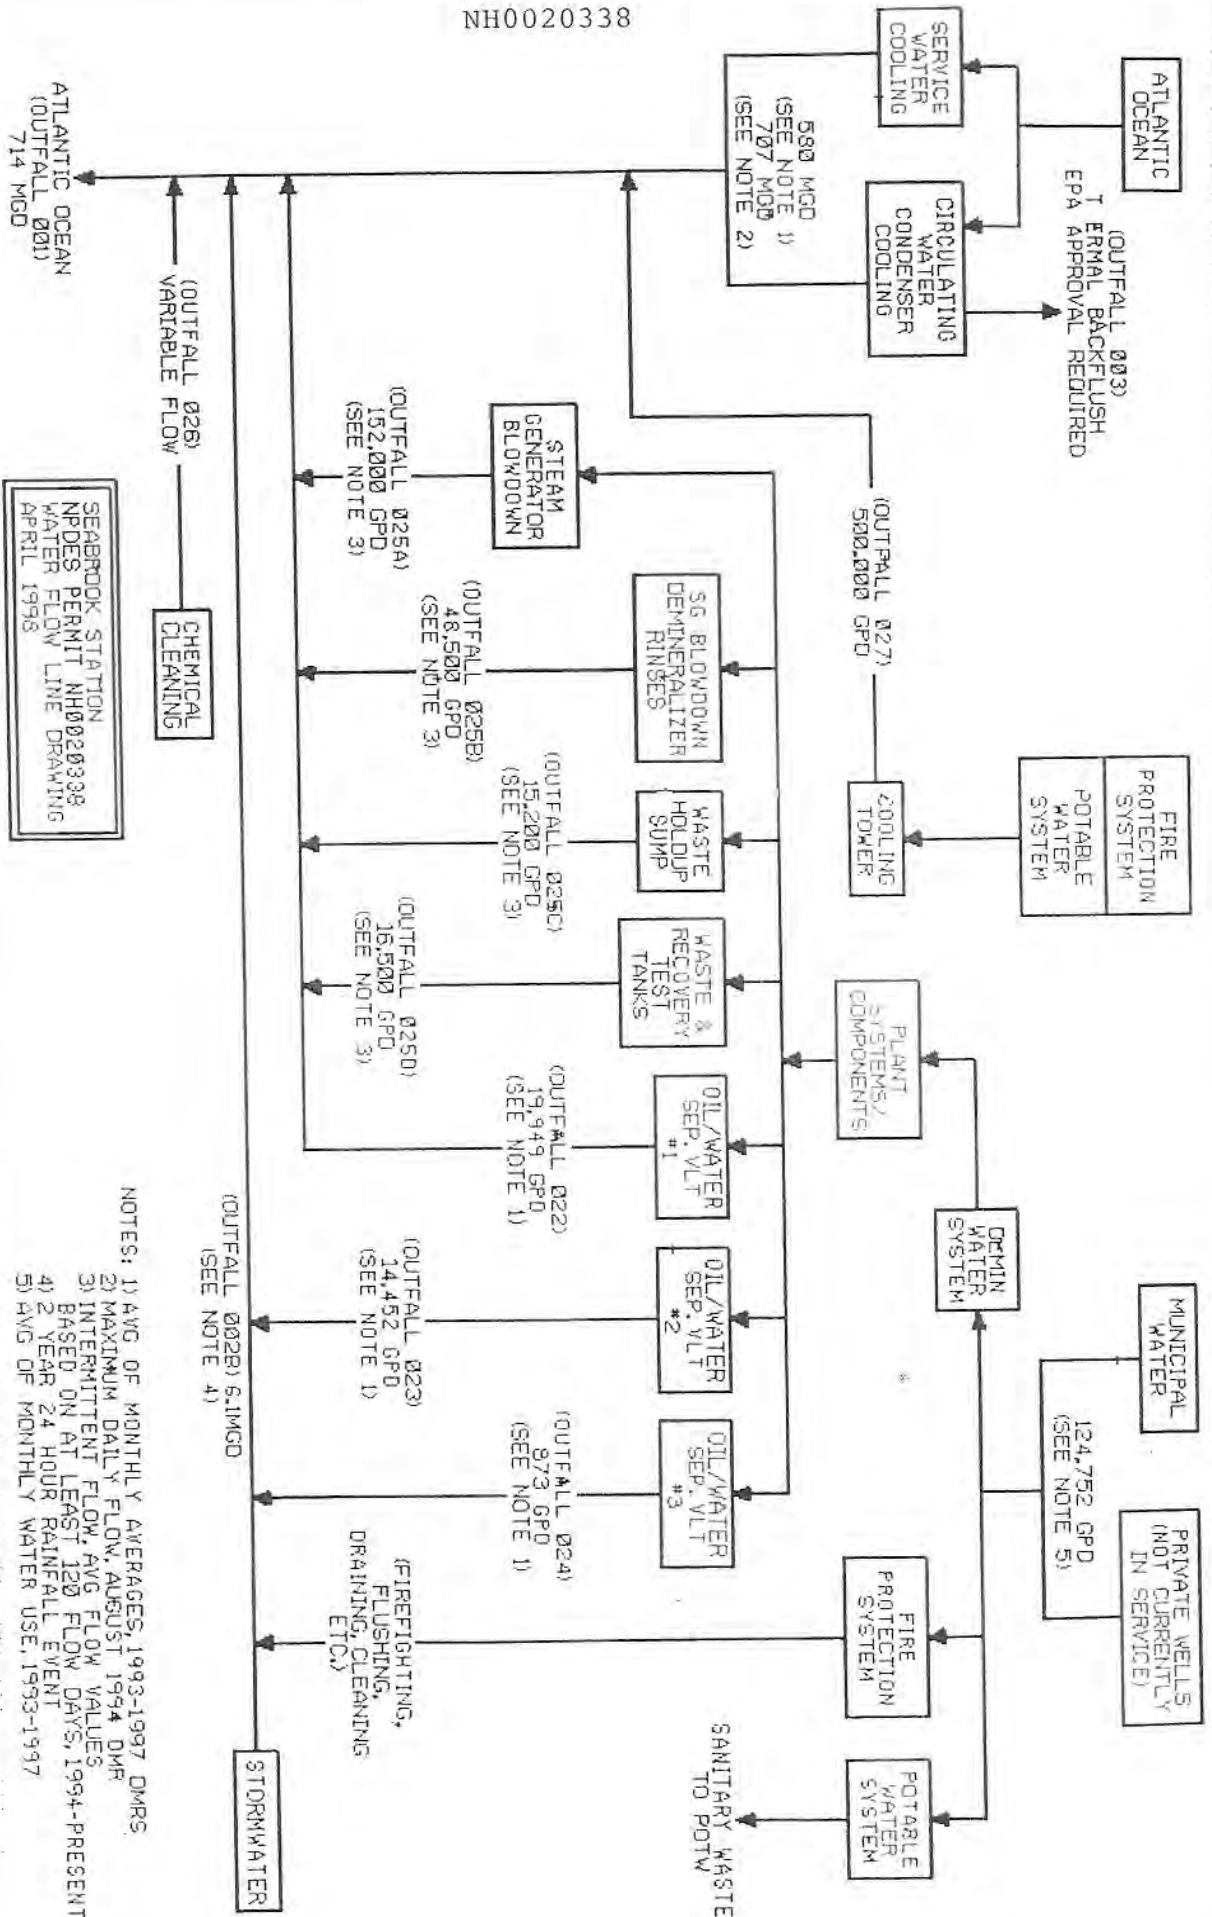 NH0020338
ATLANTIC
OCEAN
(OUTFALL 003)
T ERMAL BACKFLUSH
EPA APPROVAL REQUIRED
SERVICE
WATER
COOLING
CIRCULATING
WATER
CONDENSER
COOLING
580 MGD
(SEE NOTE 1)
707 MGD
(SEE NOTE 2)
FIRE
PROTECTION
SYSTEM
POTABLE
WATER
SYSTEM
COOLING
TOWER
(OUTFALL 027)
500,000 GPD
MUNICIPAL
WATER
PRIVATE WELLS
(NOT CURRENTLY
IN SERVICE)
124,752 GPD
(SEE NOTE 5)
DEMIN
WATER
SYSTEM
PLANT
SYSTEMS/
COMPONENTS
FIRE
PROTECTION
SYSTEM
POTABLE
WATER
SYSTEM
SANITARY WASTE
TO POTW
STEAM
GENERATOR
BLOWDOWN
SG BLOWDOWN
DEMINERALIZER
RINSES
WASTE
HOLDUP
SUMP
WASTE &
RECOVERY
TEST
TANKS
OIL/WATER
SEP. VLT
#1
OIL/WATER
SEP. VLT
#2
OIL/WATER
SEP. VLT
#3
(OUTFALL 025A)
152,000 GPD
(SEE NOTE 3)
(OUTFALL 025B)
48,500 GPD
(SEE NOTE 3)
(OUTFALL 025C)
15,200 GPD
(SEE NOTE 3)
(OUTFALL 025D)
16,500 GPD
(SEE NOTE 3)
(OUTFALL 022)
19,949 GPD
(SEE NOTE 1)
(OUTFALL 023)
14,452 GPD
(SEE NOTE 1)
(OUTFALL 024)
873 GPD
(SEE NOTE 1)
(FIREFIGHTING,
FLUSHING,
DRAINING, CLEANING
ETC.)
(OUTFALL 002B) 6.1MGD
(SEE NOTE 4)
STORMWATER
ATLANTIC OCEAN
(OUTFALL 001)
714 MGD
(OUTFALL 026)
VARIABLE FLOW
CHEMICAL
CLEANING
SEABROOK STATION
NPDES PERMIT NH0020338
WATER FLOW LINE DRAWING
APRIL 1998
NOTES: 1) AVG OF MONTHLY AVERAGES, 1993-1997 DMRS
2) MAXIMUM DAILY FLOW, AUGUST 1994 DMR
3) INTERMITTENT FLOW, AVG FLOW VALUES
BASED ON AT LEAST 120 FLOW DAYS, 1994-PRESENT
4) 2 YEAR, 24 HOUR RAINFALL EVENT
5) AVG OF MONTHLY WATER USE, 1993-1997